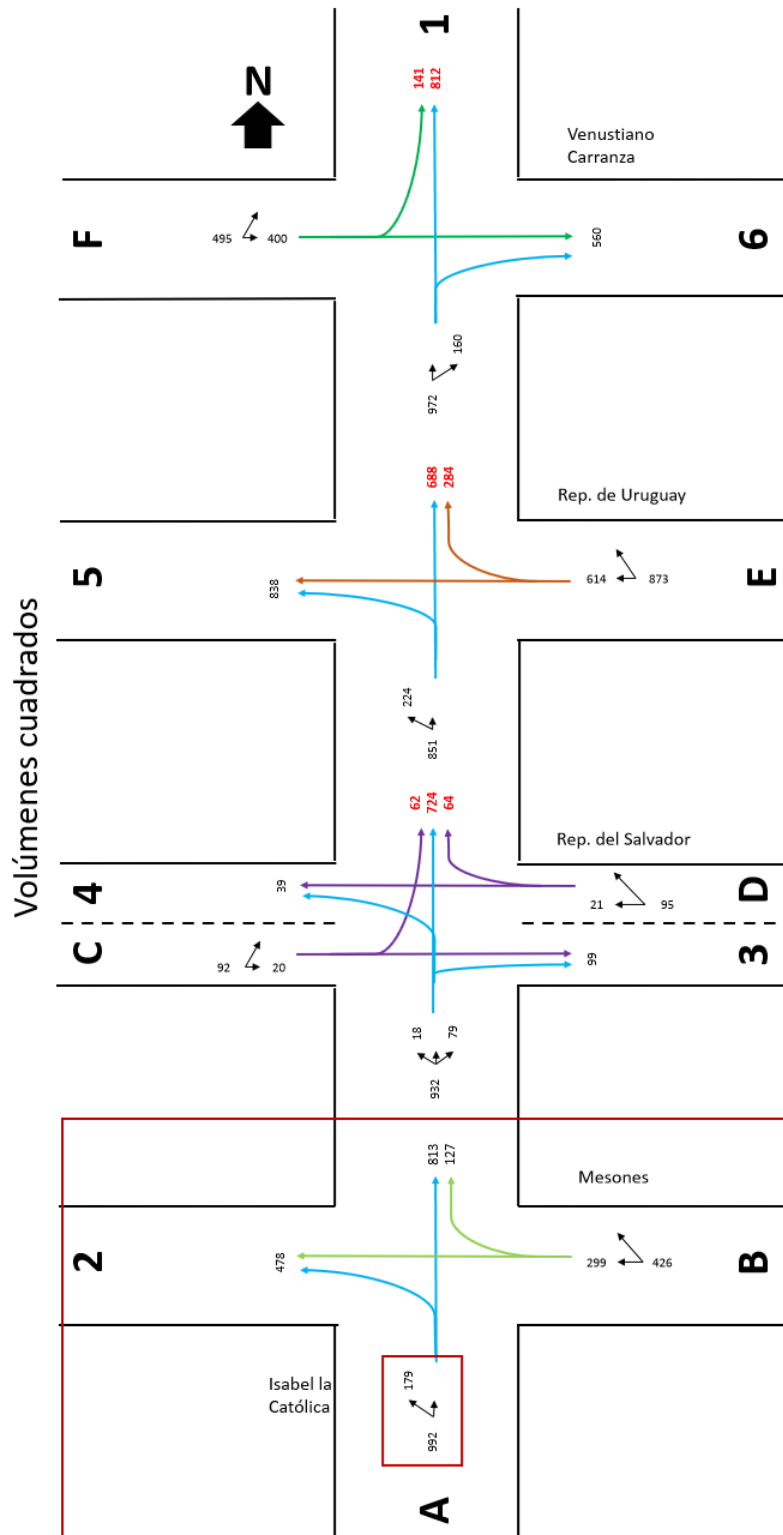 Volúmenes cuadrados
1
N
141
812
Venustiano
Carranza
F
495
400
560
6
160
972
688
284
Rep. de Uruguay
5
838
614
873
E
224
851
62
724
64
Rep. del Salvador
4
39
21
95
D
C
92
20
99
3
18
79
932
813
127
Mesones
2
478
299
426
B
Isabel la
Católica
179
992
A